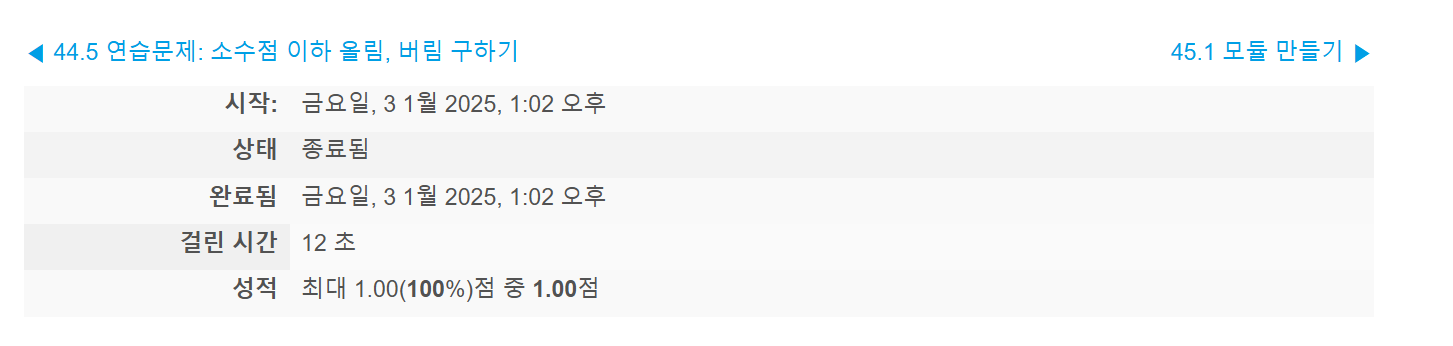 ◀ 44.5 연습문제: 소수점 이하 올림, 버림 구하기
45.1 모듈 만들기 ▶
시작: 금요일, 3 1월 2025, 1:02 오후
상태 종료됨
완료됨 금요일, 3 1월 2025, 1:02 오후
걸린 시간 12 초
성적 최대 1.00(100%)점 중 1.00점